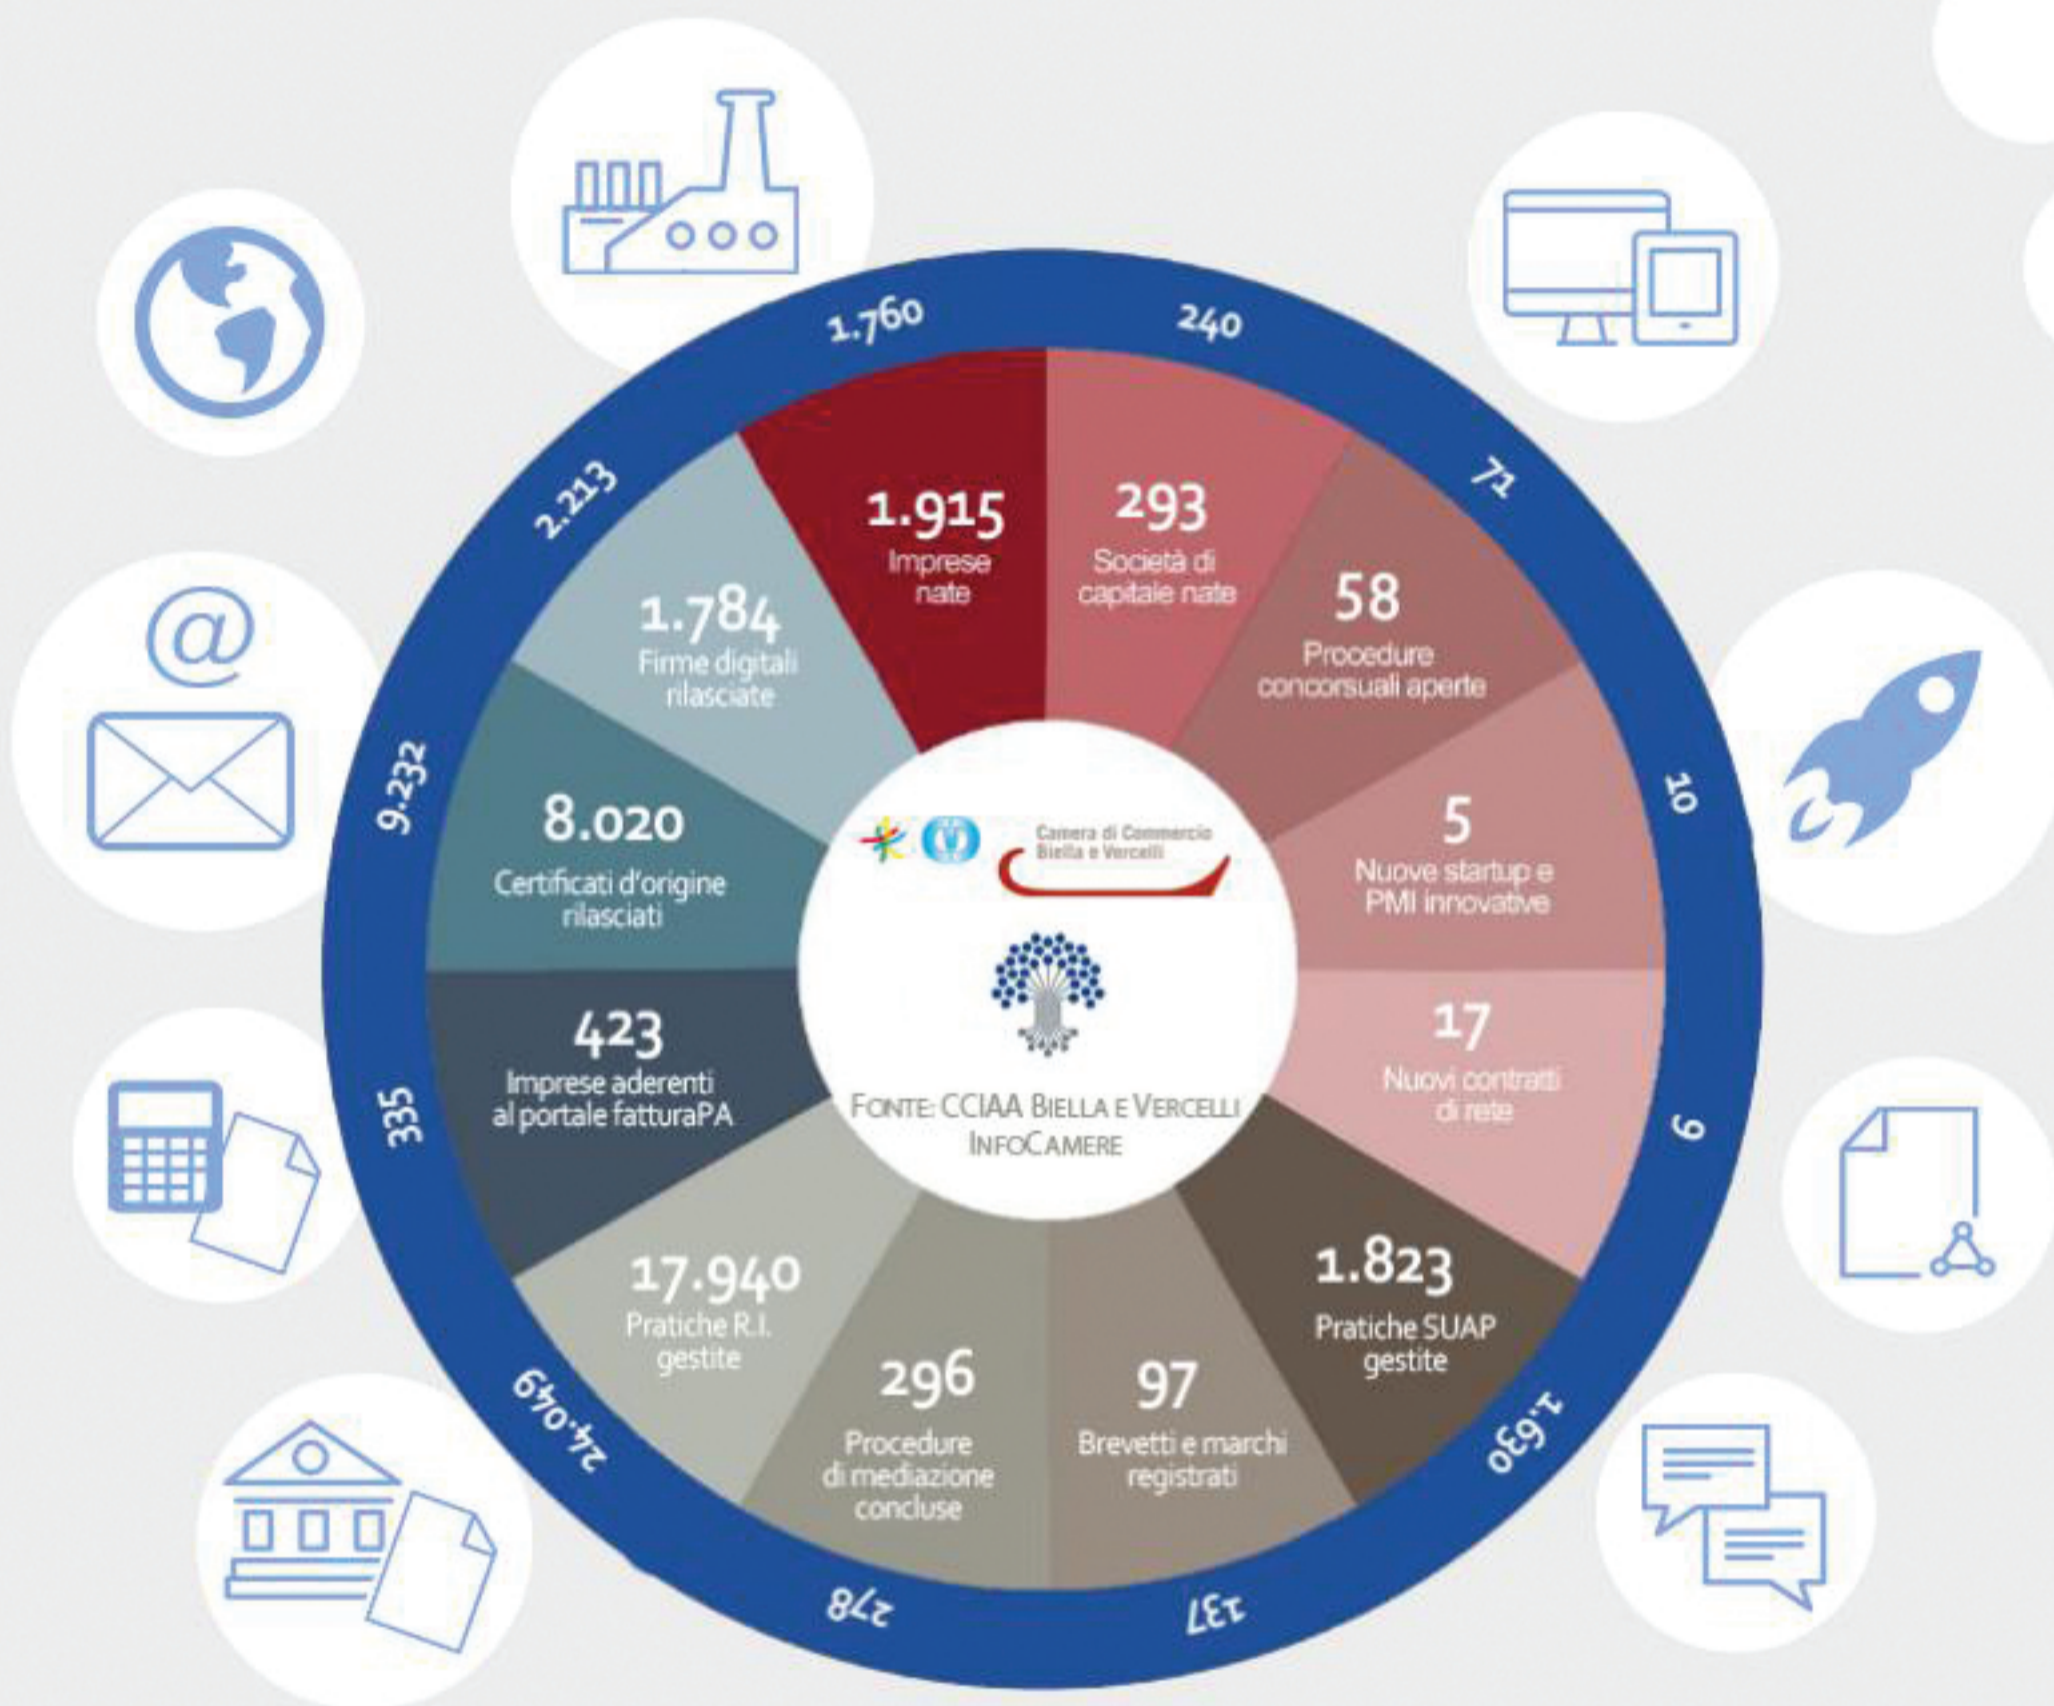 1.760
240
71
10
1.630
137
278
24.049
335
9.232
2.213
1.915
Imprese
nate
293
Società di
capitale nate
58
Procedure
concorsuali aperte
5
Nuove startup e
PMI innovative
17
Nuovi contratti
di rete
1.823
Pratiche SUAP
gestite
97
Brevetti e marchi
registrati
296
Procedure
di mediazione
concluse
17.940
Pratiche R.I.
gestite
423
Imprese aderenti
al portale fatturaPA
8.020
Certificati d'origine
rilasciati
1.784
Firme digitali
rilasciate
Camera di Commercio
Biella e Vercelli
FONTE: CCIAA BIELLA E VERCELLI
INFOCAMERE
@